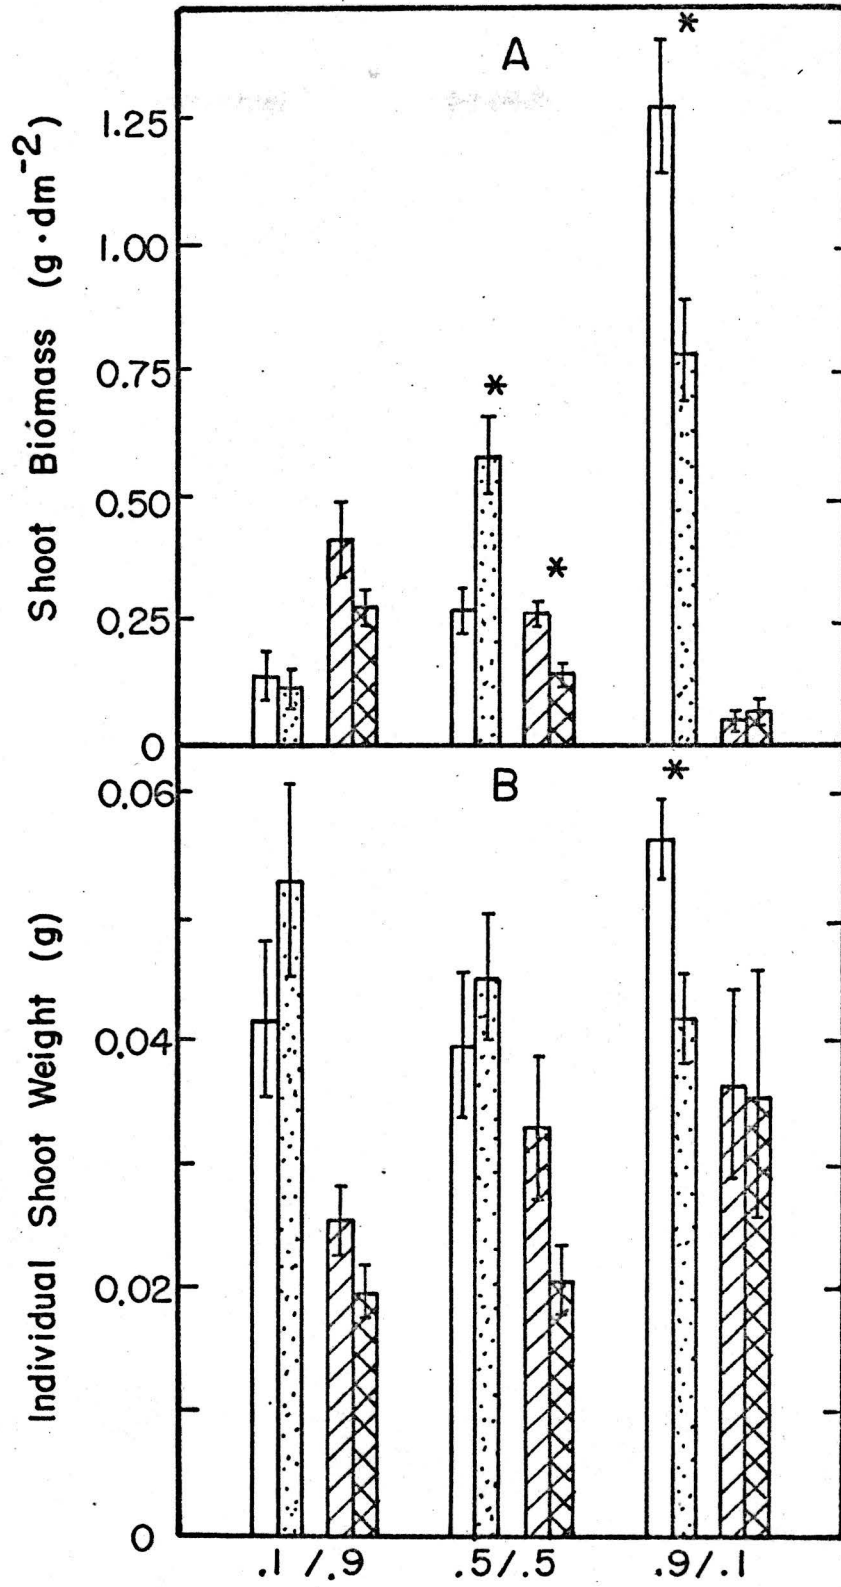 A
*
1.25
1.00
0.75
*
0.50
*
0.25
0
Shoot Biómass (g·dm⁻²)
B
*
0.06
0.04
0.02
0
Individual Shoot Weight (g)
.1/.9 .5/.5 .9/.1